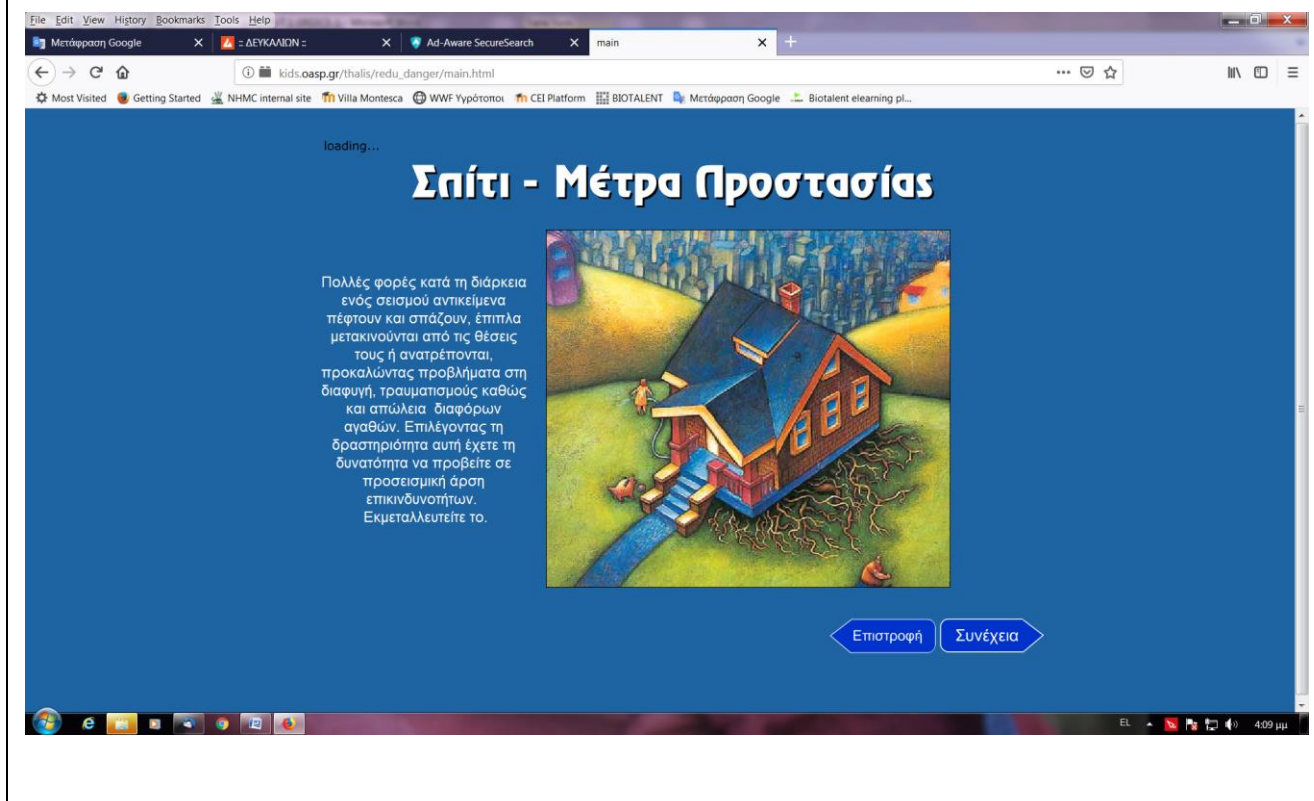 File Edit View History Bookmarks Tools Help
Μετάφραση Google
:: ΔΕΥΚΑΛΙΩΝ ::
Ad-Aware SecureSearch
main
kids.oasp.gr/thalis/redu_danger/main.html
Most Visited Getting Started NHMC internal site Villa Montesca WWF Υγρότοποι CEI Platform BIOTALENT Μετάφραση Google Biotalent elearning pl...
loading...
Σπίτι - Μέτρα Προστασίας
Πολλές φορές κατά τη διάρκεια
ενός σεισμού αντικείμενα
πέφτουν και σπάζουν, έπιπλα
μετακινούνται από τις θέσεις
τους ή ανατρέπονται,
προκαλώντας προβλήματα στη
διαφυγή, τραυματισμούς καθώς
και απώλεια διαφόρων
αγαθών. Επιλέγοντας τη
δραστηριότητα αυτή έχετε τη
δυνατότητα να προβείτε σε
προσεισμική άρση
επικινδυνοτήτων.
Εκμεταλλευτείτε το.
Επιστροφή
Συνέχεια
EL
4:09 μμ